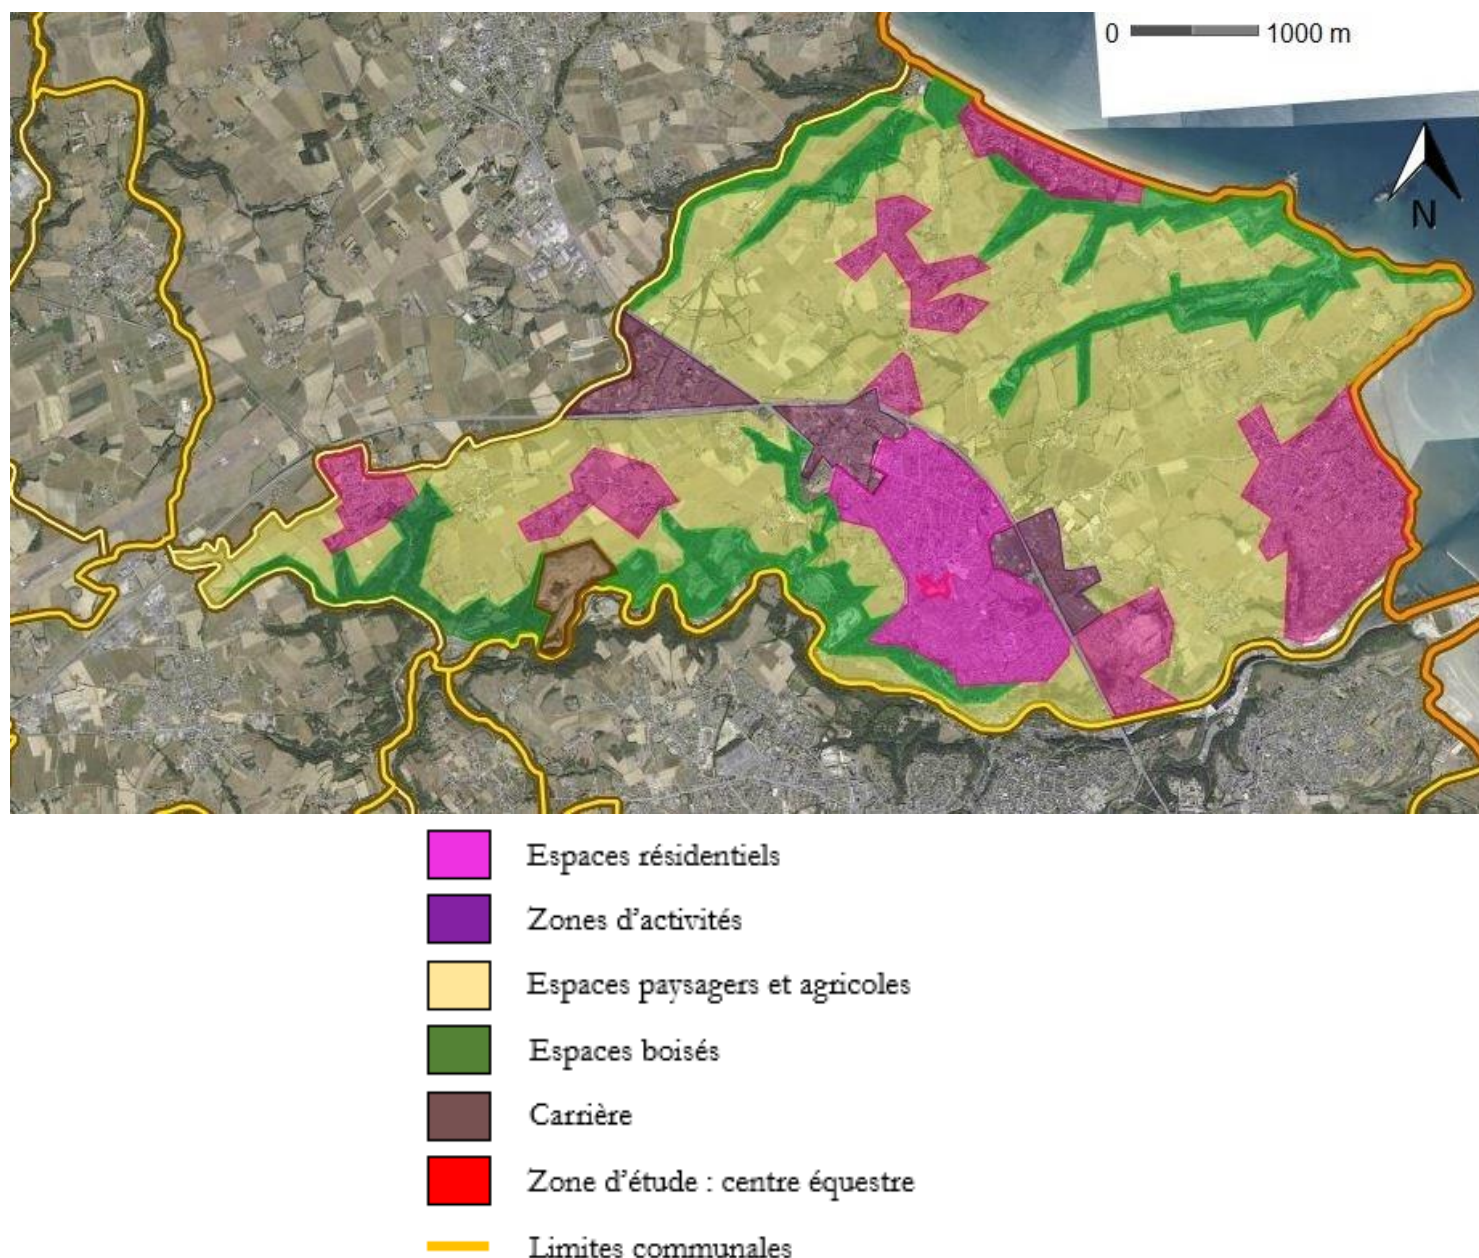 0 1000 m
N
Espaces résidentiels
Zones d'activités
Espaces paysagers et agricoles
Espaces boisés
Carrière
Zone d'étude : centre équestre
Limites communales